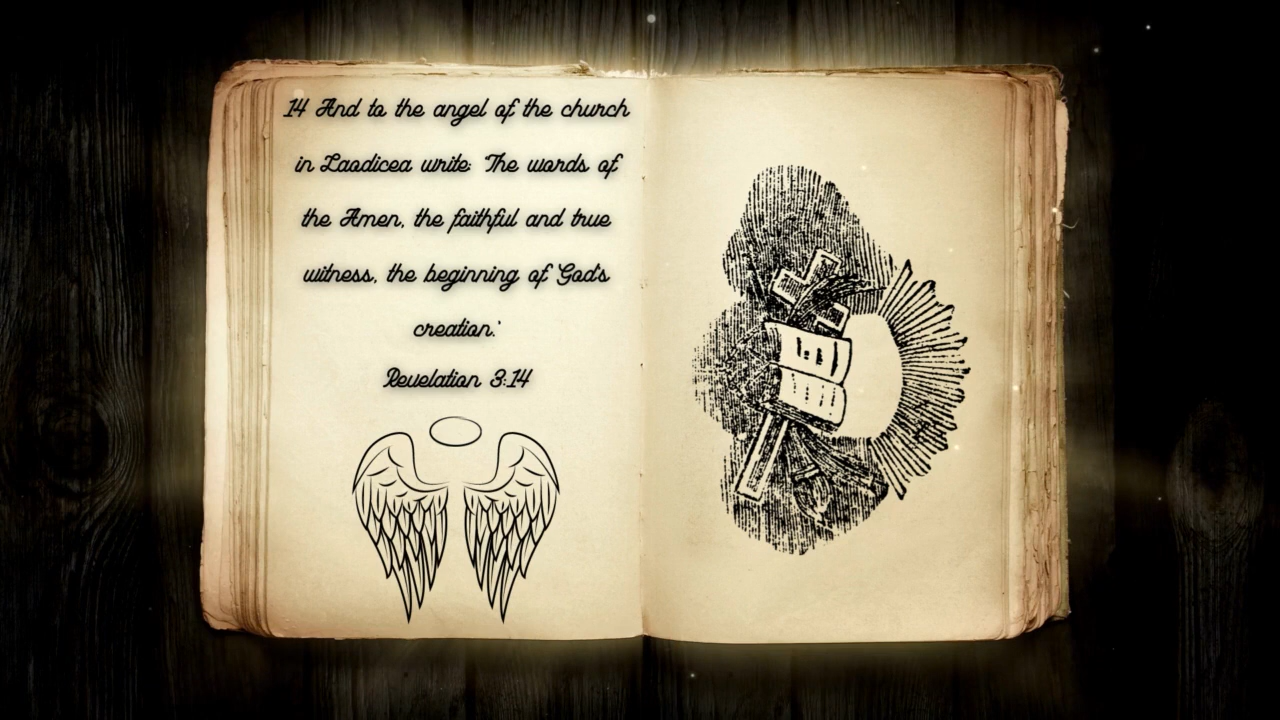 14 And to the angel of the church
in Laodicea write: 'The words of
the Amen, the faithful and true
witness, the beginning of God's
creation.'
Revelation 3:14